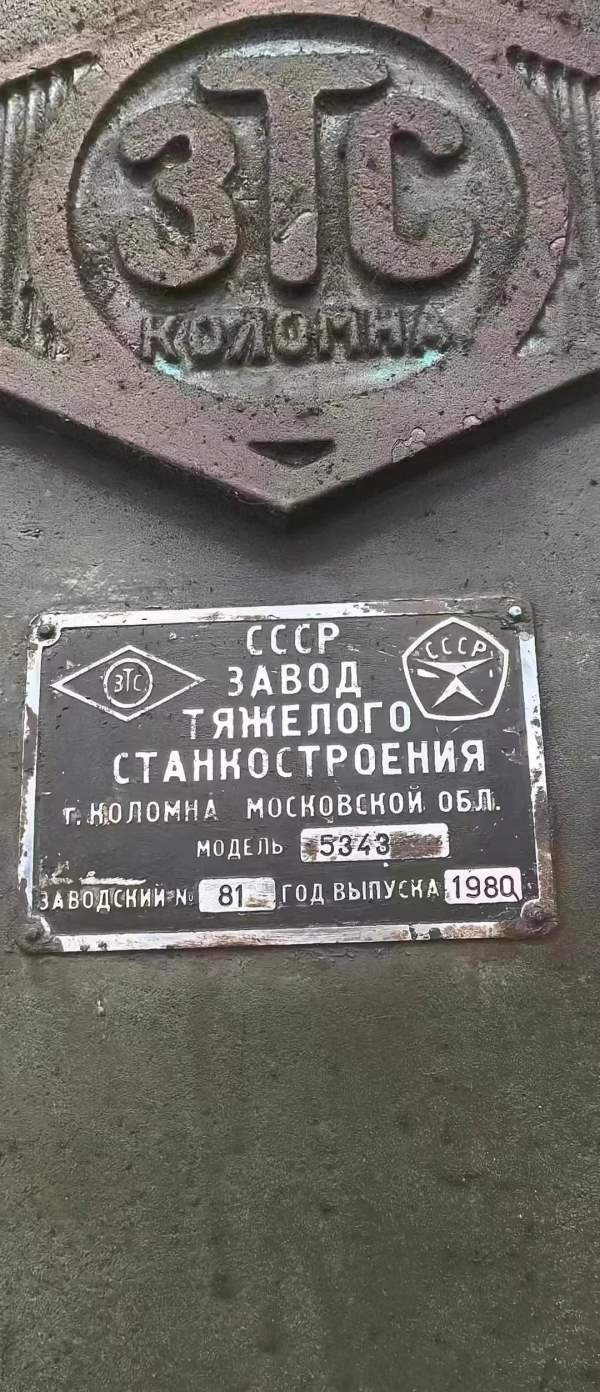 ЗТС
КОЛОМНА
СССР
ЗТС
СССР
ЗАВОД
ТЯЖЕЛОГО
СТАНКОСТРОЕНИЯ
г. КОЛОМНА МОСКОВСКОЙ ОБЛ.
МОДЕЛЬ 5343
ЗАВОДСКИЙ № 81 ГОД ВЫПУСКА 1980